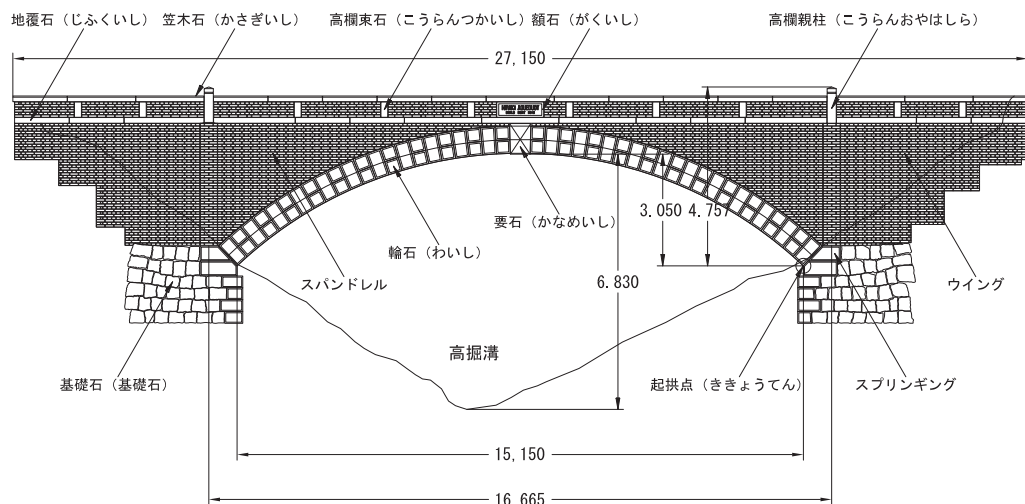 地覆石（じふくいし）
笠木石（かさぎいし）
高欄束石（こうらんつかいし）
額石（がくいし）
高欄親柱（こうらんおやはしら）
27,150
3.050
4.757
要石（かなめいし）
輪石（わいし）
スパンドレル
6.830
ウイング
高掘溝
基礎石（基礎石）
起拱点（ききょうてん）
スプリンギング
15,150
16,665